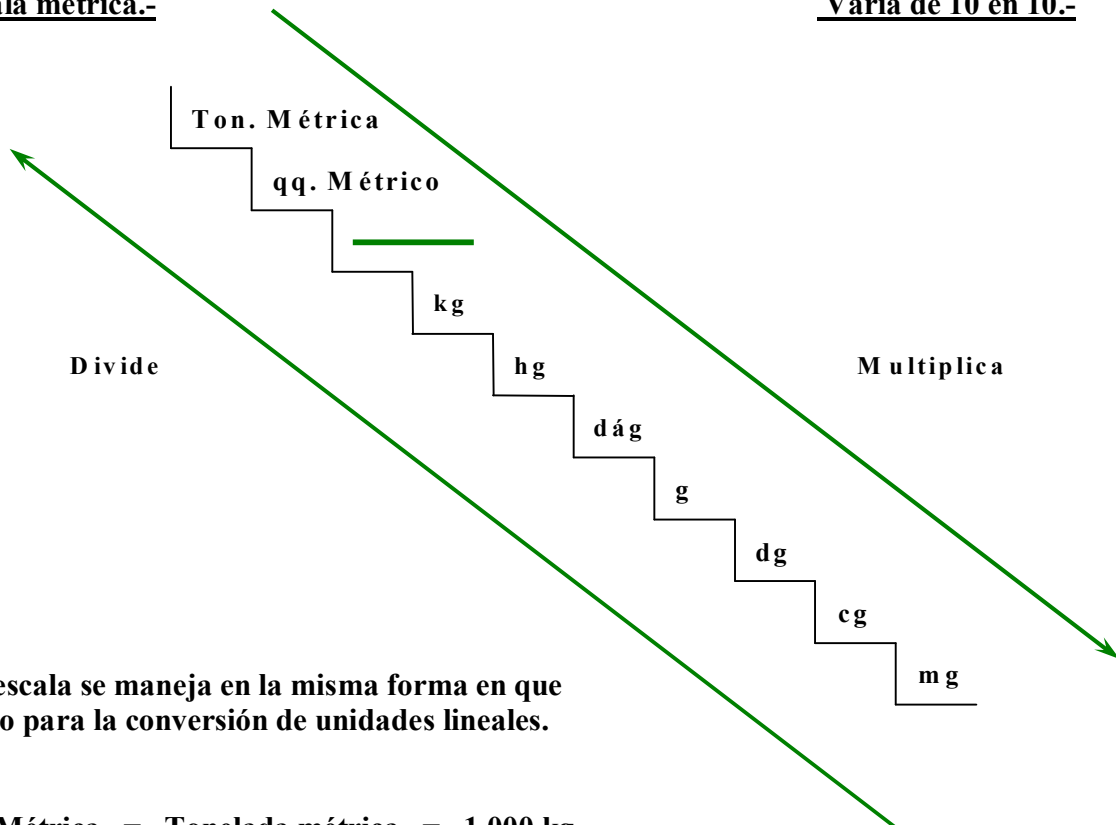 ala métrica.-
Varía de 10 en 10.-
Ton. Métrica
qq. Métrico
kg
Divide
hg
Multiplica
dág
g
dg
cg
mg
escala se maneja en la misma forma en que
o para la conversión de unidades lineales.
Métrica = Tonelada métrica = 1.000 kg